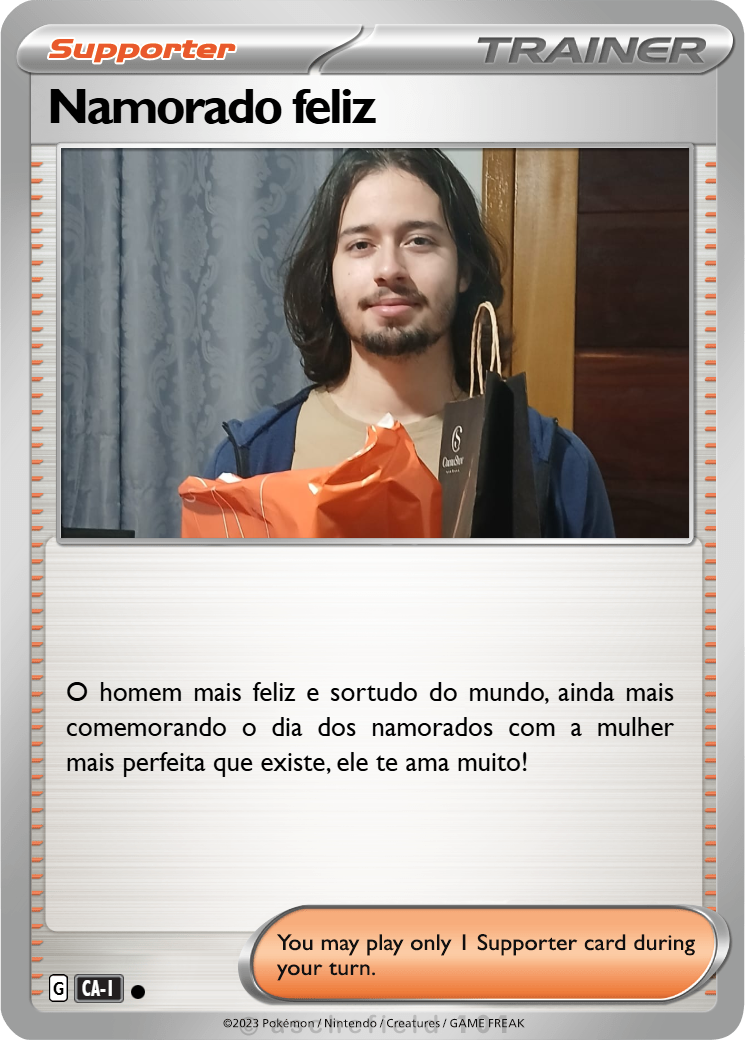 Supporter
TRAINER
Namorado feliz
O homem mais feliz e sortudo do mundo, ainda mais
comemorando o dia dos namorados com a mulher
mais perfeita que existe, ele te ama muito!
You may play only 1 Supporter card during
your turn.
G CA-I
©2023 Pokémon / Nintendo / Creatures / GAME FREAK